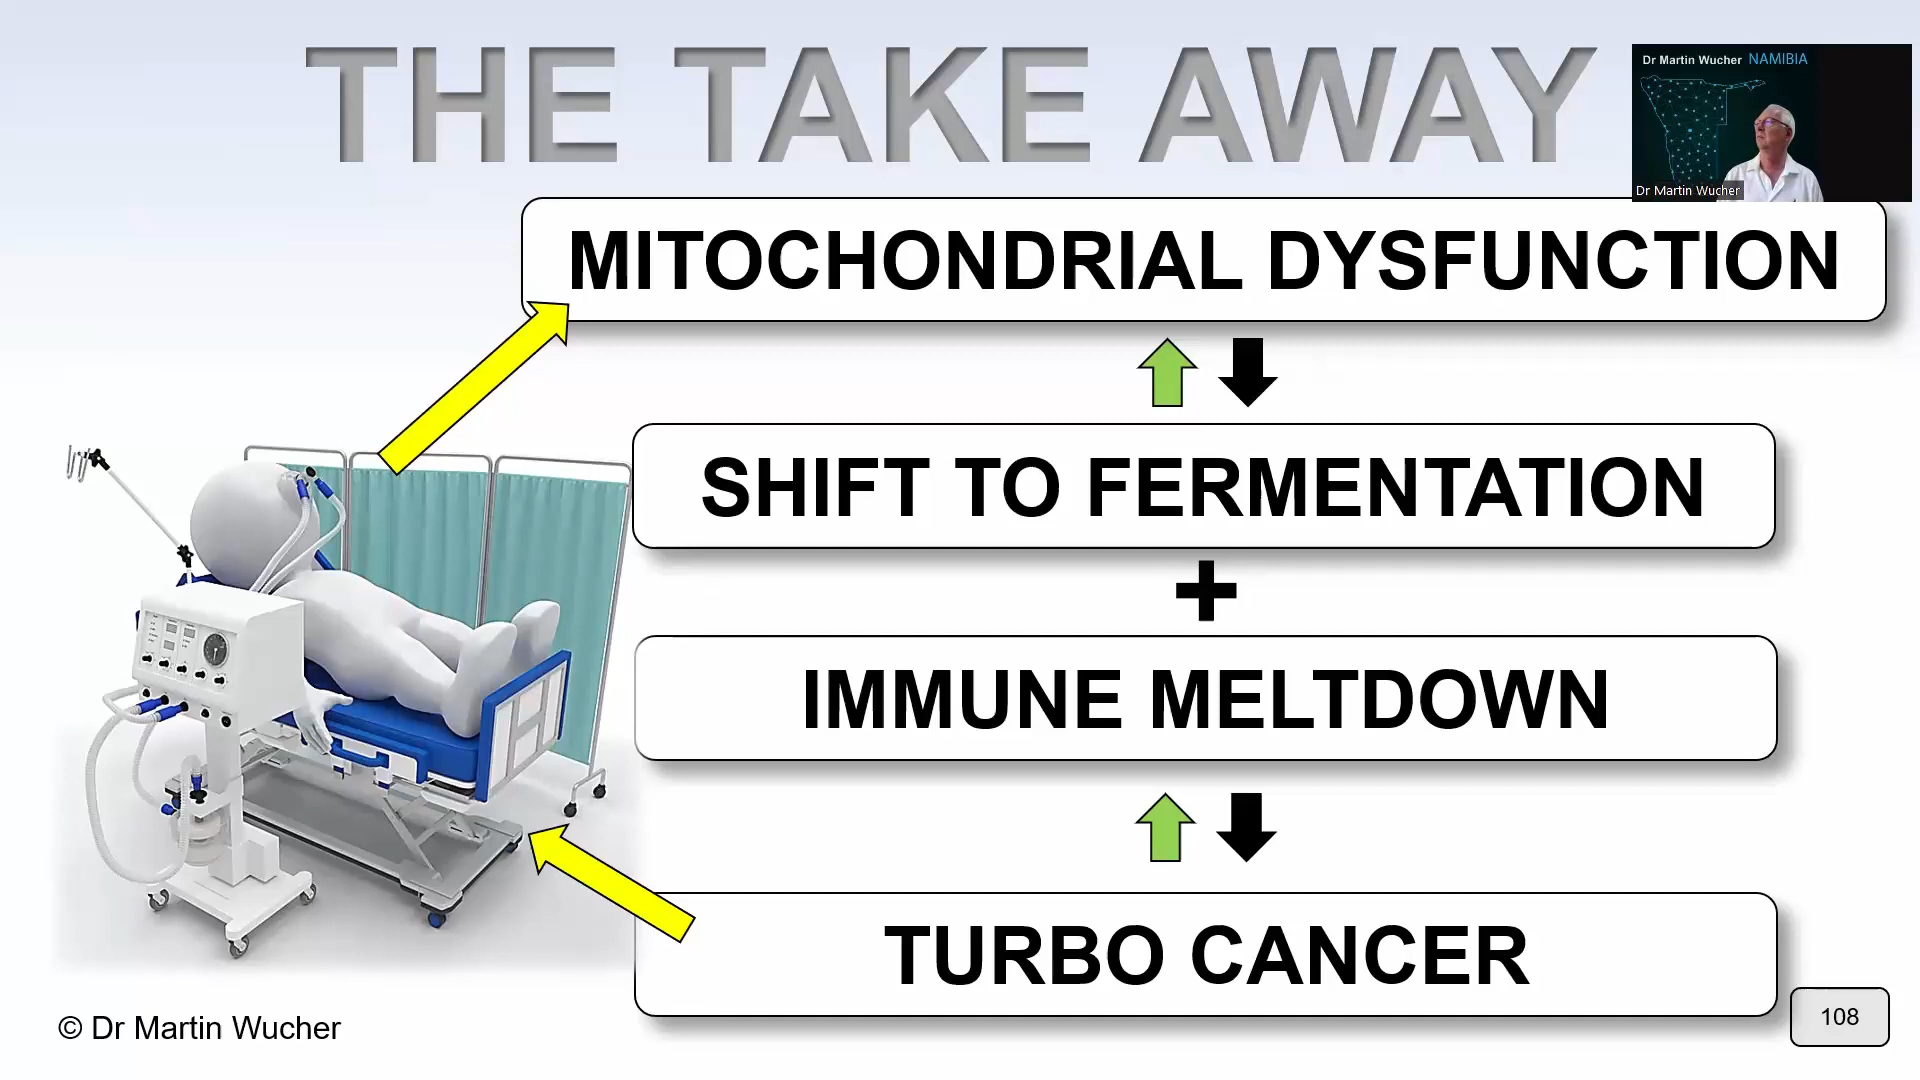 THE TAKE AWAY
Dr Martin Wucher NAMIBIA
Dr Martin Wucher
MITOCHONDRIAL DYSFUNCTION
SHIFT TO FERMENTATION
+
IMMUNE MELTDOWN
TURBO CANCER
© Dr Martin Wucher
108